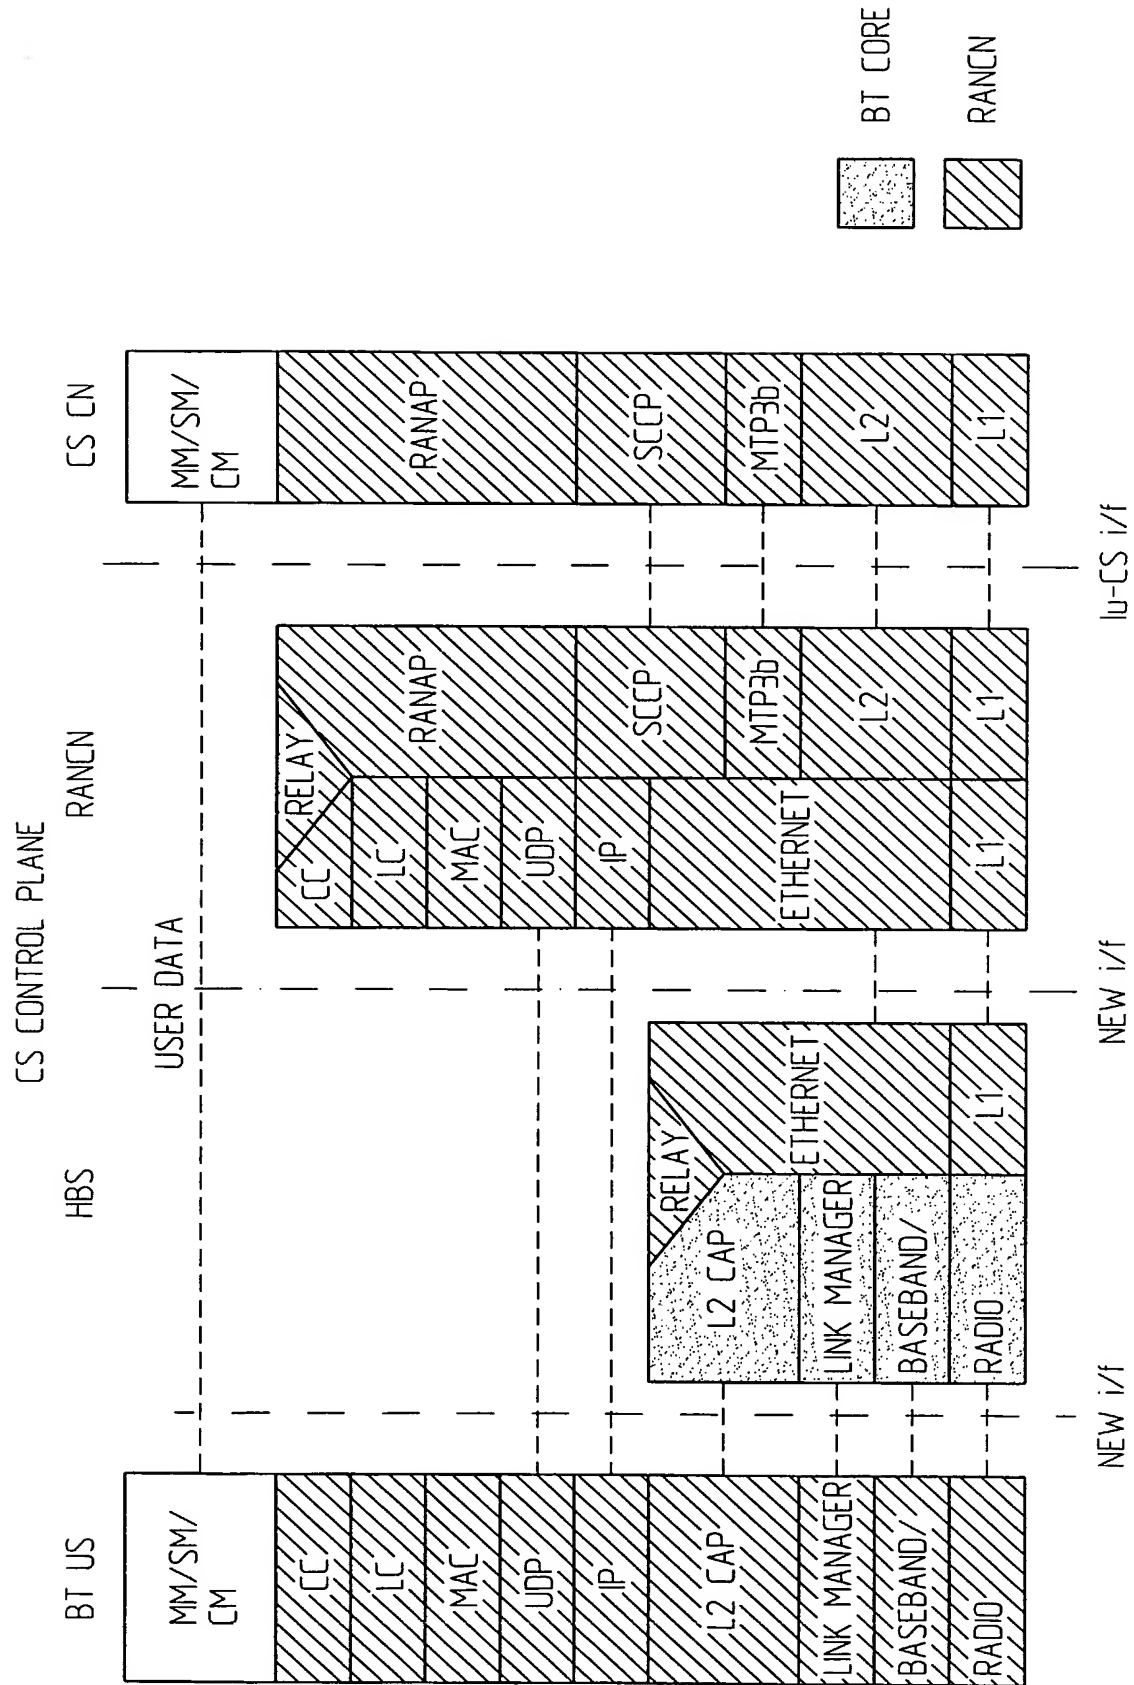 CS CONTROL PLANE
BT US
HBS
RANCN
CS CN
USER DATA
MM/SM/
CM
CC
LC
MAC
UDP
IP
L2 CAP
LINK MANAGER
BASEBAND/
RADIO
RELAY
L2 CAP
LINK MANAGER
BASEBAND/
RADIO
ETHERNET
L1
RELAY
CC
LC
MAC
UDP
IP
ETHERNET
L1
RANAP
SCCP
MTP3b
L2
L1
MM/SM/
CM
RANAP
SCCP
MTP3b
L2
L1
NEW i/f
NEW i/f
Iu-CS i/f
BT CORE
RANCN